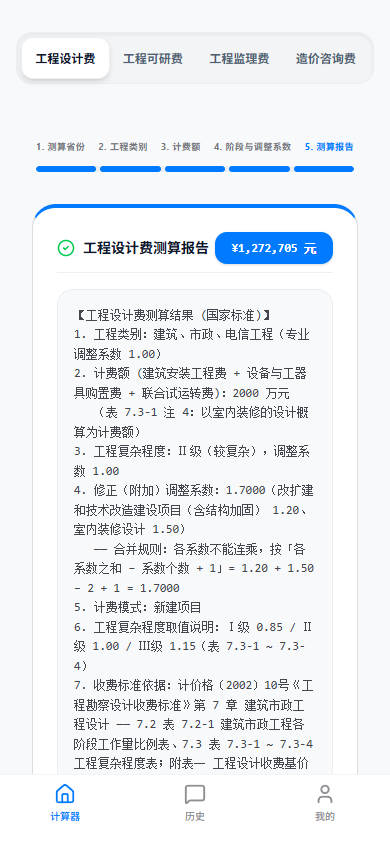 工程设计费 工程可研费 工程监理费 造价咨询费
1. 测算省份 2. 工程类别 3. 计费额 4. 阶段与调整系数 5. 测算报告
工程设计费测算报告 ¥1,272,705 元
【工程设计费测算结果（国家标准）】
1. 工程类别：建筑、市政、电信工程（专业
调整系数 1.00）
2. 计费额（建筑安装工程费 + 设备与工器
具购置费 + 联合试运转费）：2000 万元
（表 7.3-1 注 4：以室内装修的设计概
算为计费额）
3. 工程复杂程度：II级（较复杂），调整系
数 1.00
4. 修正（附加）调整系数：1.7000（改扩建
和技术改造建设项目（含结构加固） 1.20、
室内装修设计 1.50）
—— 合并规则：各系数不能连乘，按「各
系数之和 − 系数个数 + 1」= 1.20 + 1.50
− 2 + 1 = 1.7000
5. 计费模式：新建项目
6. 工程复杂程度取值说明：Ⅰ级 0.85 / Ⅱ
级 1.00 / Ⅲ级 1.15（表 7.3-1 ~ 7.3-
4）
7. 收费标准依据：计价格（2002）10号《工
程勘察设计收费标准》第 7 章 建筑市政工
程设计 —— 7.2 表 7.2-1 建筑市政工程各
阶段工作量比例表、7.3 表 7.3-1 ~ 7.3-4
工程复杂程度表；附表一 工程设计收费基价
计算器 历史 我的